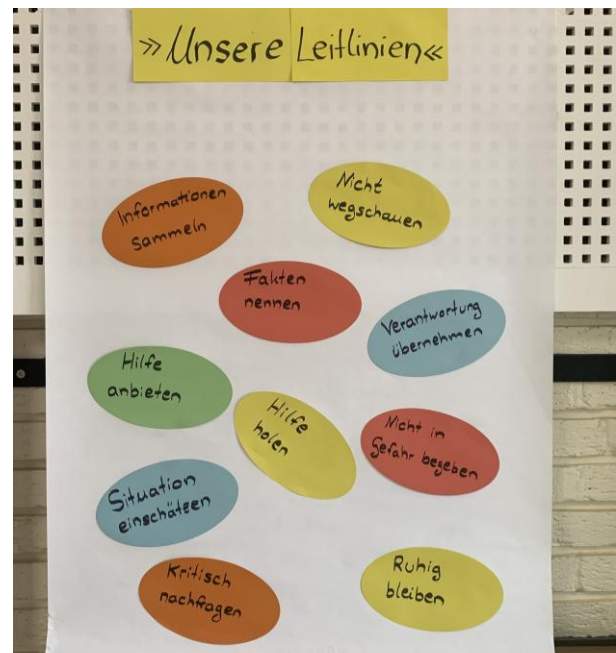 »Unsere Leitlinien«
Informationen
sammeln
Nicht
wegschauen
Fakten
nennen
Verantwortung
übernehmen
Hilfe
anbieten
Hilfe
holen
Nicht in
Gefahr begeben
Situation
einschätzen
Kritisch
nachfragen
Ruhig
bleiben